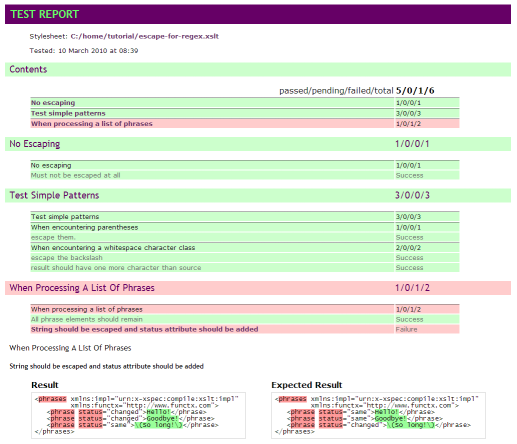 TEST REPORT
Stylesheet: C:/home/tutorial/escape-for-regex.xslt
Tested: 10 March 2010 at 08:39
Contents
passed/pending/failed/total 5/0/1/6
No escaping 1/0/0/1
Test simple patterns 3/0/0/3
When processing a list of phrases 1/0/1/2
No Escaping 1/0/0/1
No escaping 1/0/0/1
Must not be escaped at all Success
Test Simple Patterns 3/0/0/3
Test simple patterns 3/0/0/3
When encountering parentheses 1/0/0/1
escape them. Success
When encountering a whitespace character class 2/0/0/2
escape the backslash Success
result should have one more character than source Success
When Processing A List Of Phrases 1/0/1/2
When processing a list of phrases 1/0/1/2
All phrase elements should remain Success
String should be escaped and status attribute should be added Failure
When Processing A List Of Phrases
String should be escaped and status attribute should be added
Result
<phrases xmlns:impl="urn:x-xspec:compile:xslt:impl"
xmlns:functx="http://www.functx.com">
<phrase status="changed">Hello!</phrase>
<phrase status="changed">Goodbye!</phrase>
<phrase status="same">\(So long!\)</phrase>
</phrases>
Expected Result
<phrases xmlns:impl="urn:x-xspec:compile:xslt:impl"
xmlns:functx="http://www.functx.com">
<phrase status="same">Hello!</phrase>
<phrase status="same">Goodbye!</phrase>
<phrase status="changed">\(So long!\)</phrase>
</phrases>